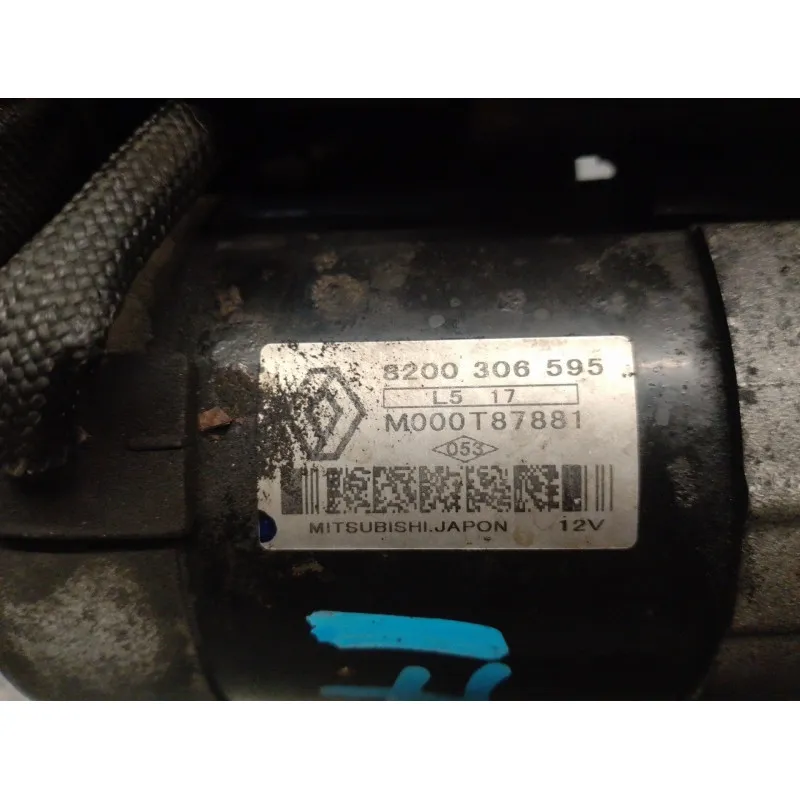 8200 306 595
L5 17
M000T87881
053
MITSUBISHI.JAPON 12V